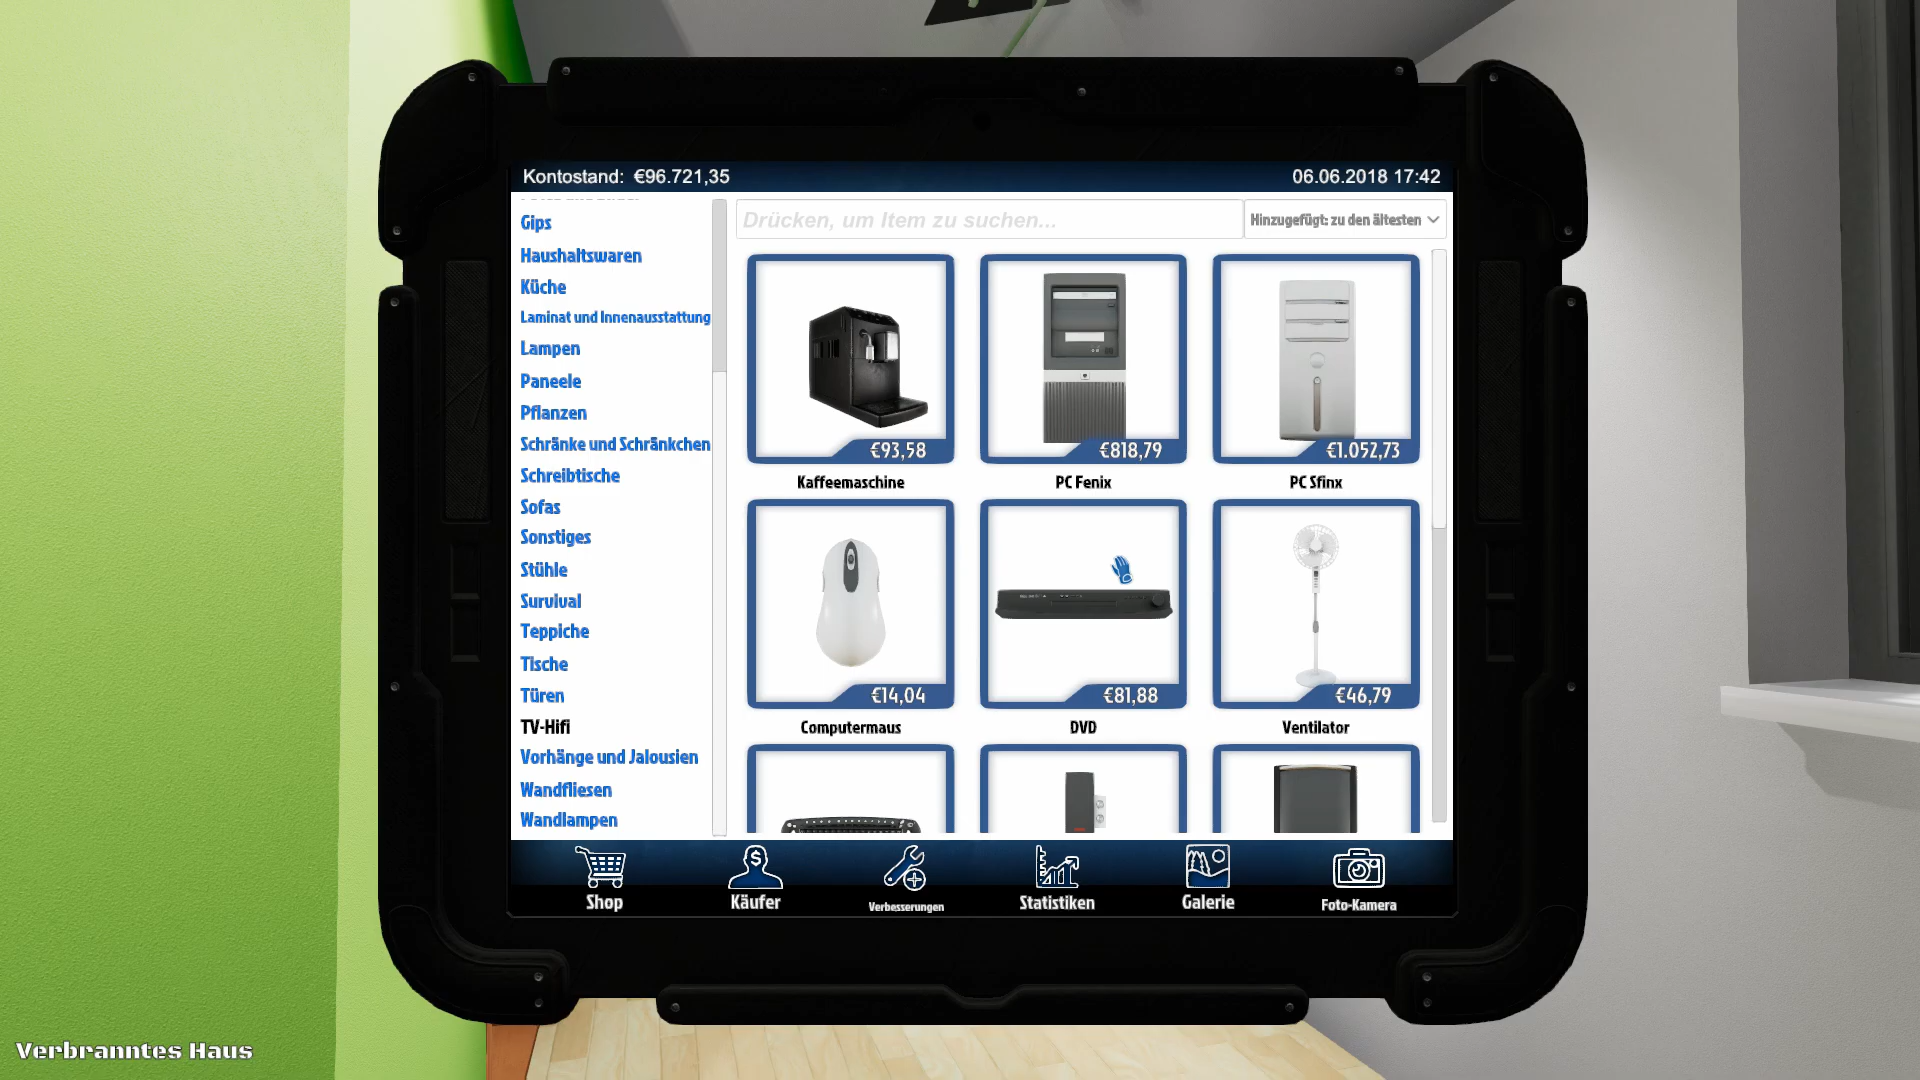 Kontostand: €96.721,35
06.06.2018 17:42
Gips
Haushaltswaren
Küche
Laminat und Innenausstattung
Lampen
Paneele
Pflanzen
Schränke und Schränkchen
Schreibtische
Sofas
Sonstiges
Stühle
Survival
Teppiche
Tische
Türen
TV-Hifi
Vorhänge und Jalousien
Wandfliesen
Wandlampen
Drücken, um Item zu suchen...
Hinzugefügt: zu den ältesten
€93,58
Kaffeemaschine
€818,79
PC Fenix
€1.052,73
PC Sfinx
€14,04
Computermaus
€81,88
DVD
€46,79
Ventilator
Shop
Käufer
Verbesserungen
Statistiken
Galerie
Foto-Kamera
Verbranntes Haus